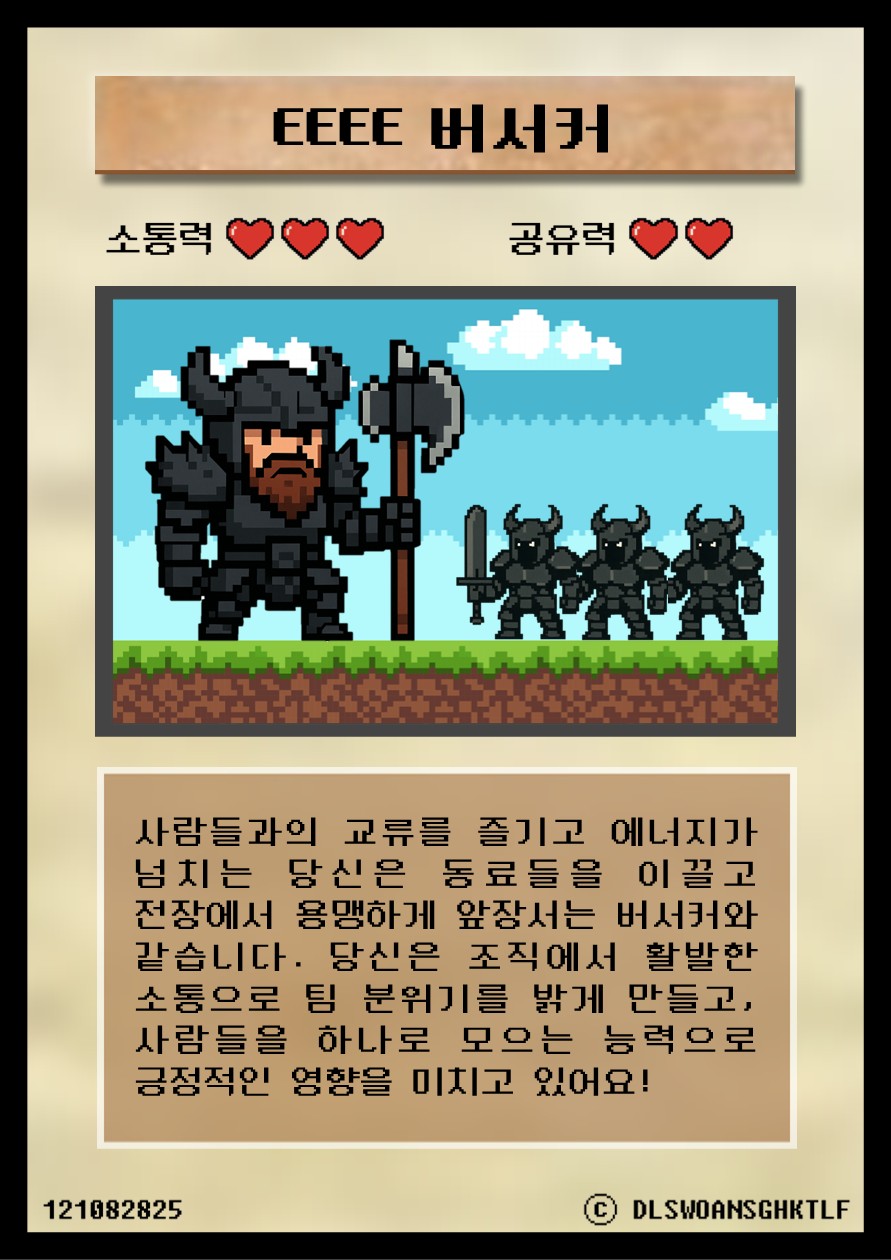 EEEE 버서커
소통력 공유력
사람들과의 교류를 즐기고 에너지가
넘치는 당신은 동료들을 이끌고
전장에서 용맹하게 앞장서는 버서커와
같습니다. 당신은 조직에서 활발한
소통으로 팀 분위기를 밝게 만들고,
사람들을 하나로 모으는 능력으로
긍정적인 영향을 미치고 있어요!
121082825 © DLSWOANSGHKTLF